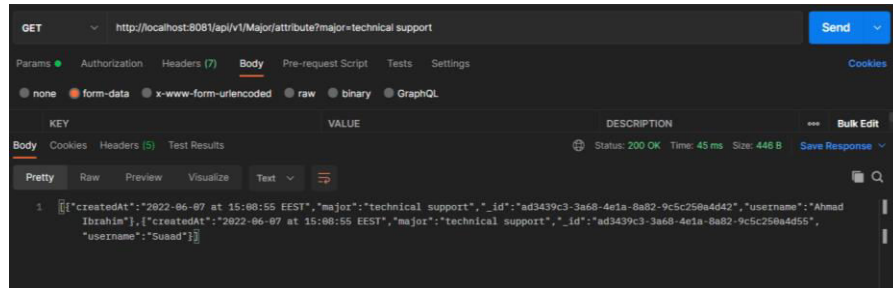 GET http://localhost:8081/api/v1/Major/attribute?major=technical support Send
Params Authorization Headers (7) Body Pre-request Script Tests Settings Cookies
none form-data x-www-form-urlencoded raw binary GraphQL
KEY VALUE DESCRIPTION ooo Bulk Edit
Body Cookies Headers (5) Test Results Status: 200 OK Time: 45 ms Size: 446 B Save Response
Pretty Raw Preview Visualize Text
1 [{"createdAt":"2022-06-07 at 15:08:55 EEST","major":"technical support","_id":"ad3439c3-3a68-4e1a-8a82-9c5c250a4d42","username":"Ahmad
Ibrahim"},{"createdAt":"2022-06-07 at 15:08:55 EEST","major":"technical support","_id":"ad3439c3-3a68-4e1a-8a82-9c5c250a4d55",
"username":"Suaad"}]